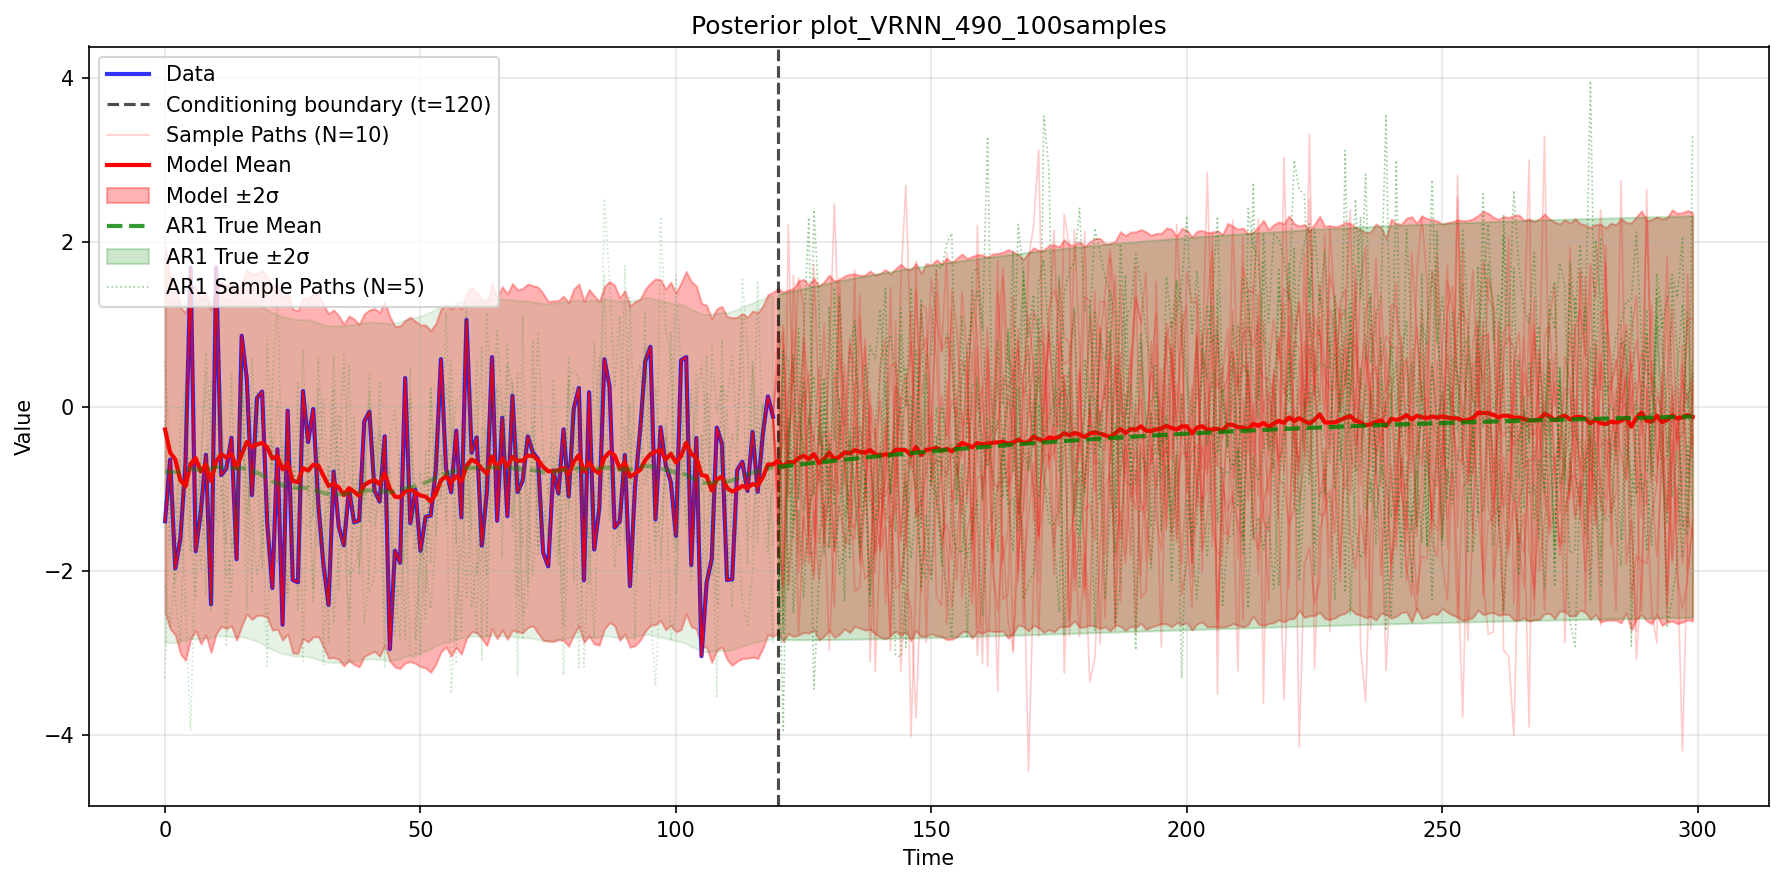 Posterior plot_VRNN_490_100samples
Data
Conditioning boundary (t=120)
Sample Paths (N=10)
Model Mean
Model ±2σ
AR1 True Mean
AR1 True ±2σ
AR1 Sample Paths (N=5)
Value
4
2
0
−2
−4
0 50 100 150 200 250 300
Time